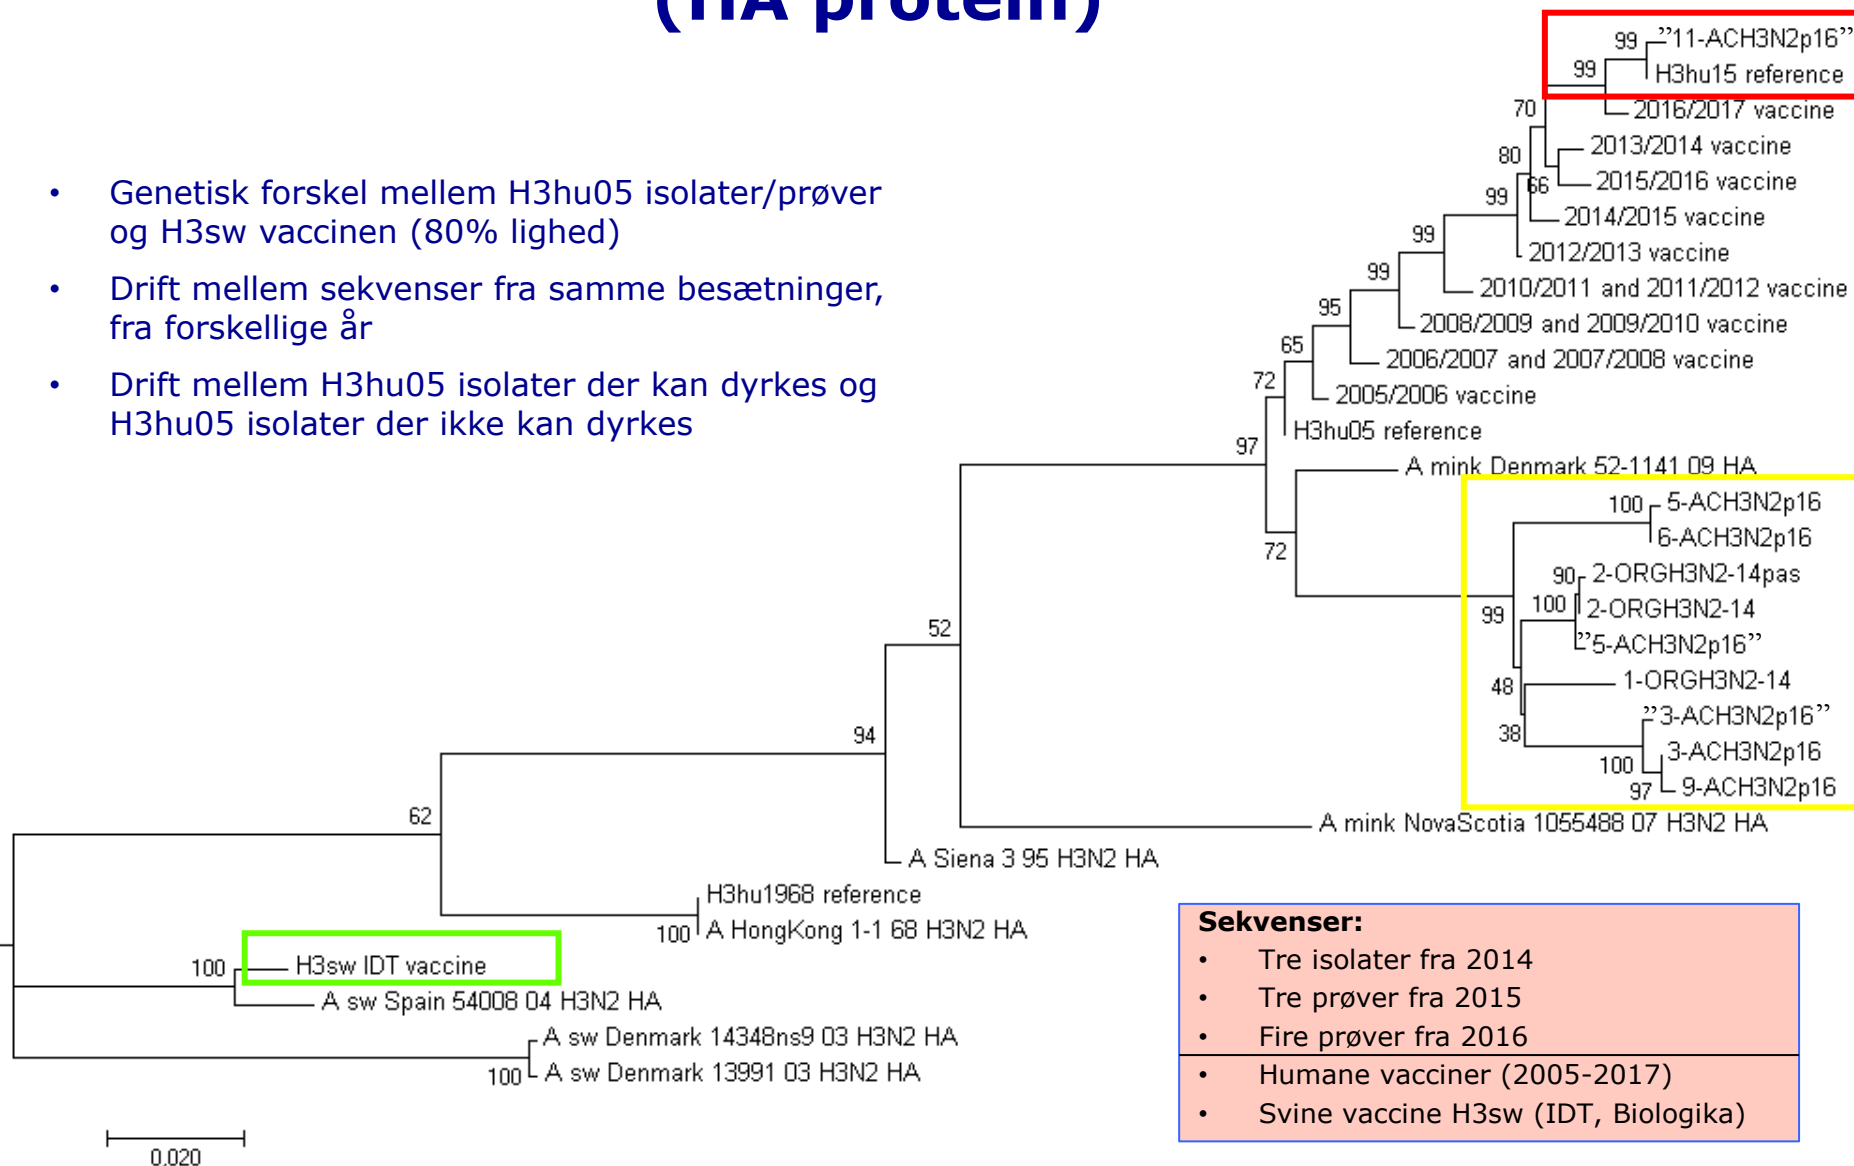 (HA protein)
• Genetisk forskel mellem H3hu05 isolater/prøver
og H3sw vaccinen (80% lighed)
• Drift mellem sekvenser fra samme besætninger,
fra forskellige år
• Drift mellem H3hu05 isolater der kan dyrkes og
H3hu05 isolater der ikke kan dyrkes
99 ”11-ACH3N2p16”
99 H3hu15 reference
2016/2017 vaccine
70
2013/2014 vaccine
80
66 2015/2016 vaccine
99
2014/2015 vaccine
99
2012/2013 vaccine
99
2010/2011 and 2011/2012 vaccine
95
2008/2009 and 2009/2010 vaccine
65
2006/2007 and 2007/2008 vaccine
72
2005/2006 vaccine
H3hu05 reference
97
A mink Denmark 52-1141 09 HA
100 5-ACH3N2p16
6-ACH3N2p16
72
90 2-ORGH3N2-14pas
99 100 2-ORGH3N2-14
”5-ACH3N2p16”
48 1-ORGH3N2-14
”3-ACH3N2p16”
38
3-ACH3N2p16
100
97 9-ACH3N2p16
52
A mink NovaScotia 1055488 07 H3N2 HA
94
A Siena 3 95 H3N2 HA
62
H3hu1968 reference
100 A HongKong 1-1 68 H3N2 HA
100 H3sw IDT vaccine
A sw Spain 54008 04 H3N2 HA
A sw Denmark 14348ns9 03 H3N2 HA
100 A sw Denmark 13991 03 H3N2 HA
0.020
Sekvenser:
• Tre isolater fra 2014
• Tre prøver fra 2015
• Fire prøver fra 2016
• Humane vacciner (2005-2017)
• Svine vaccine H3sw (IDT, Biologika)